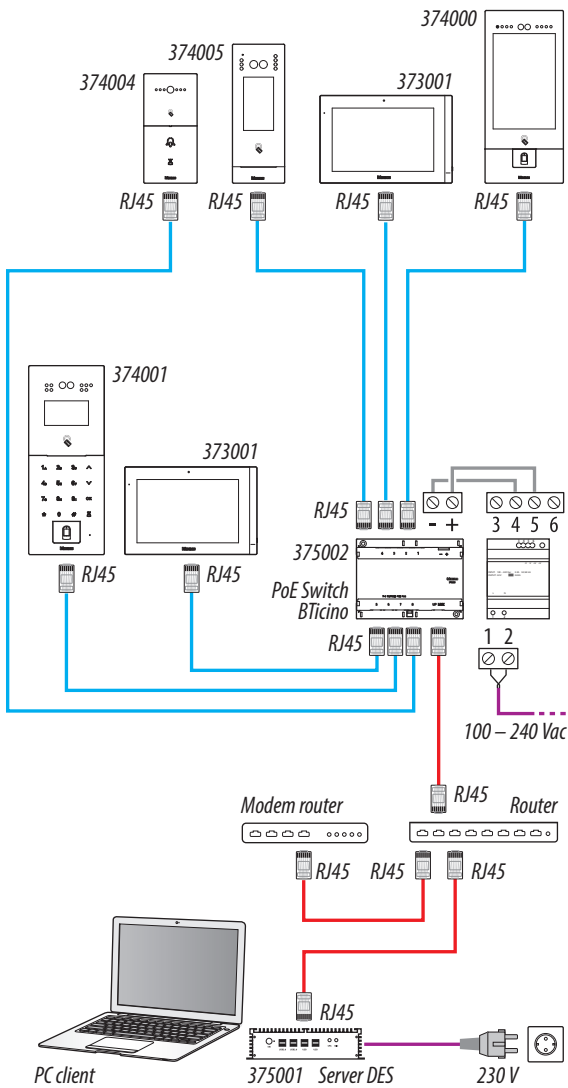 374000
374005
374004
373001
RJ45
RJ45
RJ45
RJ45
374001
373001
RJ45
- +
3 4 5 6
375002
PoE Switch
BTicino
RJ45
RJ45
RJ45
1 2
100 – 240 Vac
RJ45
Modem router
Router
RJ45
RJ45
RJ45
RJ45
PC client
375001
Server DES
230 V